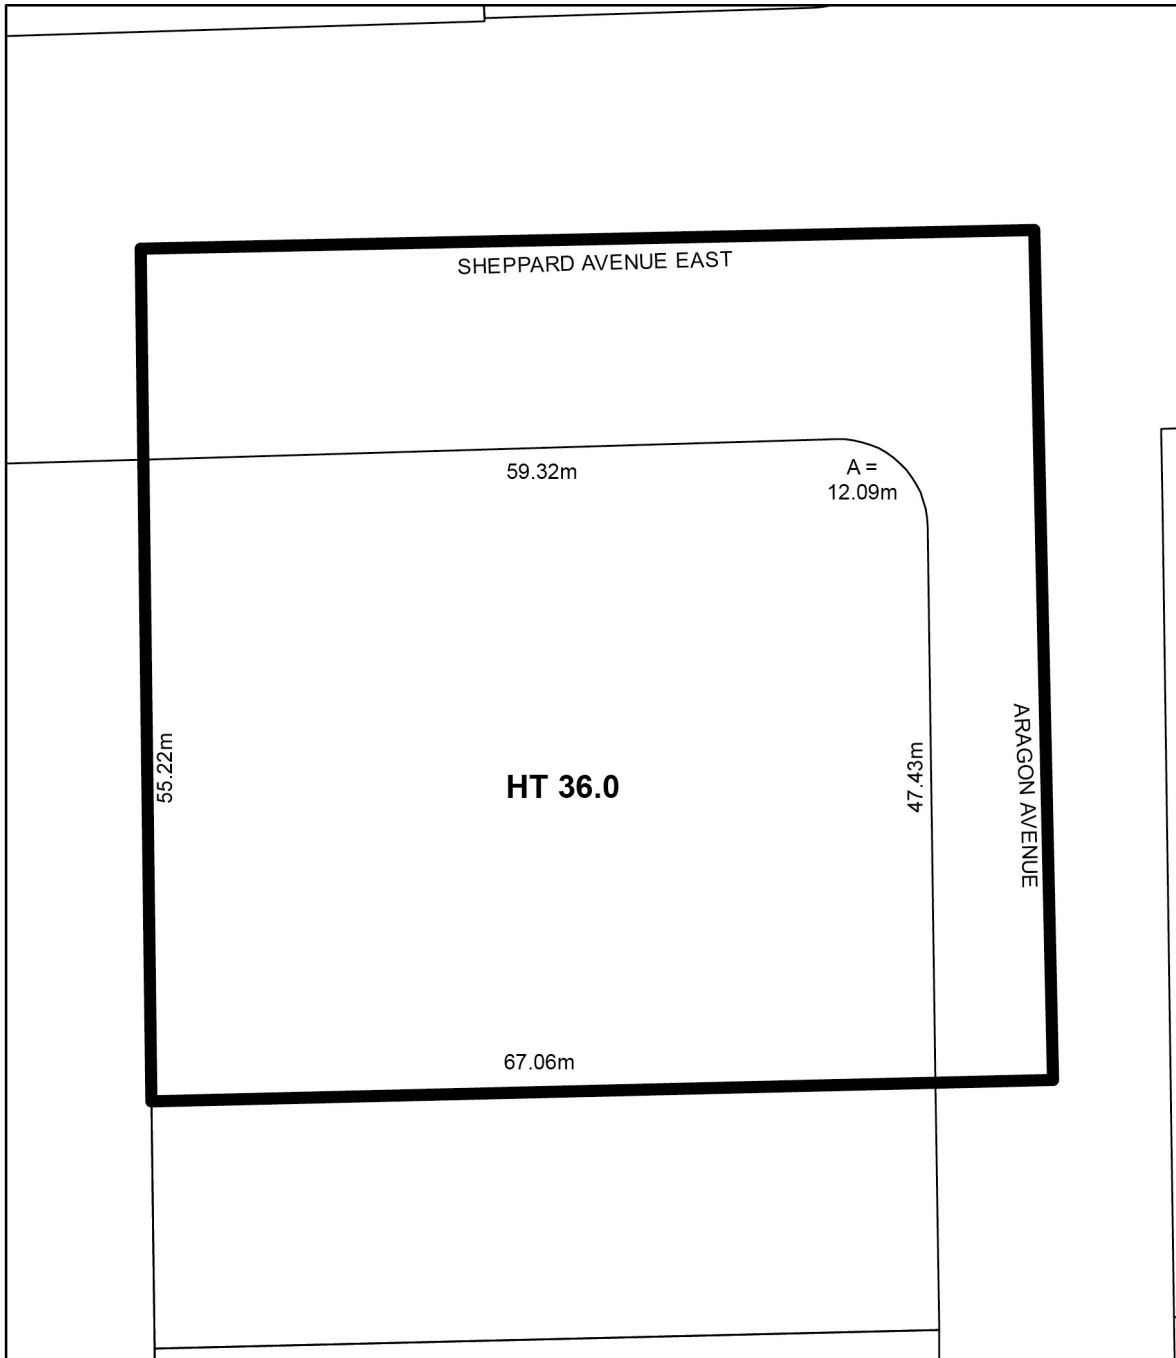 SHEPPARD AVENUE EAST
59.32m
A =
12.09m
55.22m
HT 36.0
47.43m
ARAGON AVENUE
67.06m